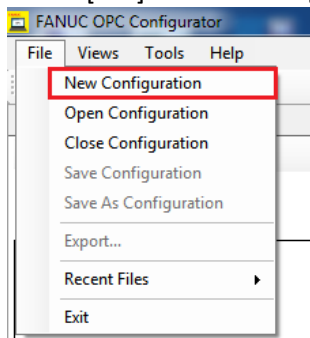 FANUC OPC Configurator
File Views Tools Help
New Configuration
Open Configuration
Close Configuration
Save Configuration
Save As Configuration
Export...
Recent Files
Exit